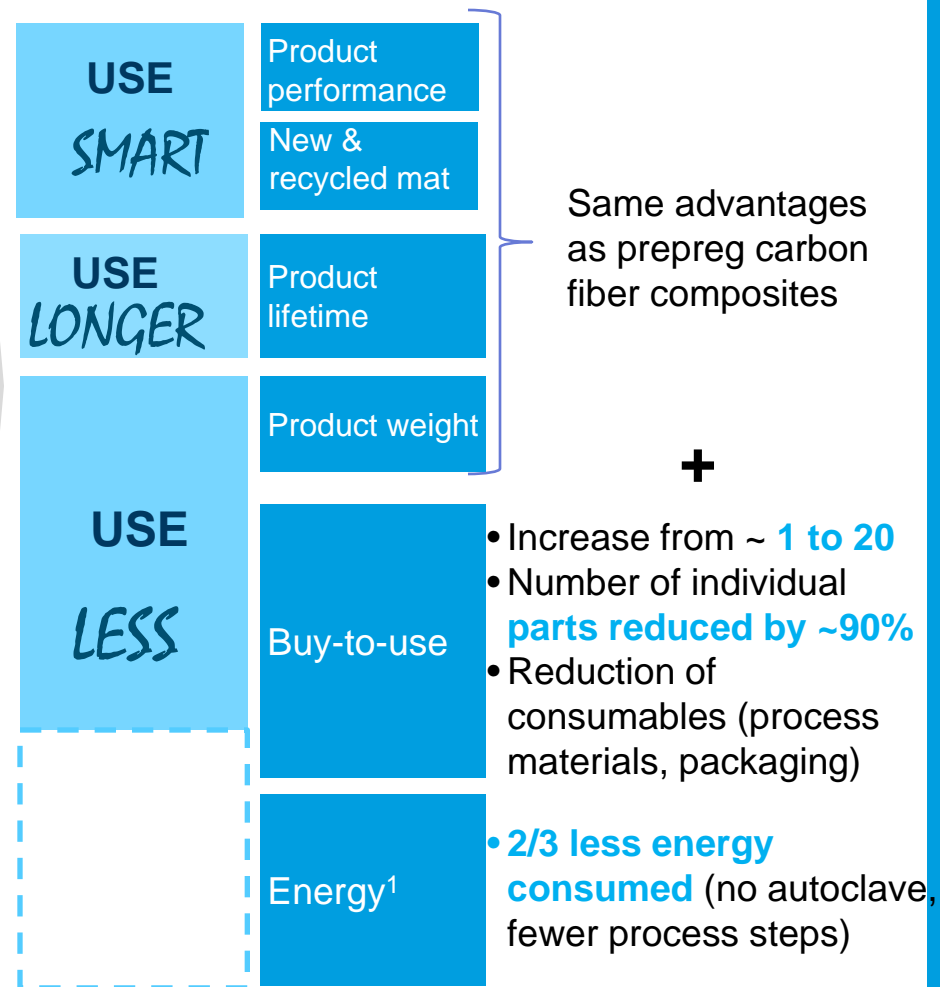 USE
SMART
Product
performance
New &
recycled mat
USE
LONGER
Product
lifetime
Product weight
Same advantages
as prepreg carbon
fiber composites
+
USE
LESS
Buy-to-use
• Increase from ~ 1 to 20
• Number of individual
parts reduced by ~90%
• Reduction of
consumables (process
materials, packaging)
Energy¹
• 2/3 less energy
consumed (no autoclave,
fewer process steps)